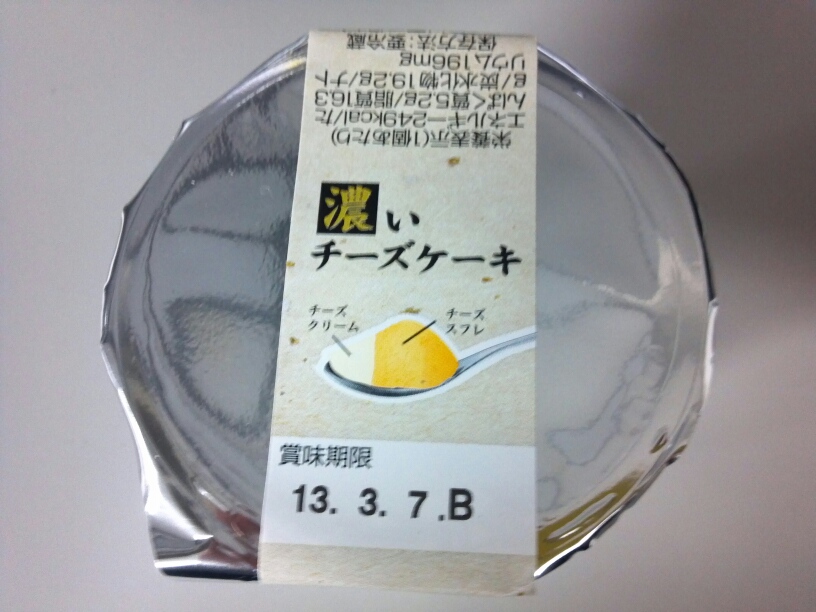 濃い
チーズケーキ
チーズ
クリーム
チーズ
スフレ
賞味期限
13. 3. 7 .B
栄養表示(1個あたり)
エネルギー249kcal/た
んぱく質5.2g/脂質16.3
g/炭水化物19.2g/ナト
リウム196mg
保存方法:要冷蔵